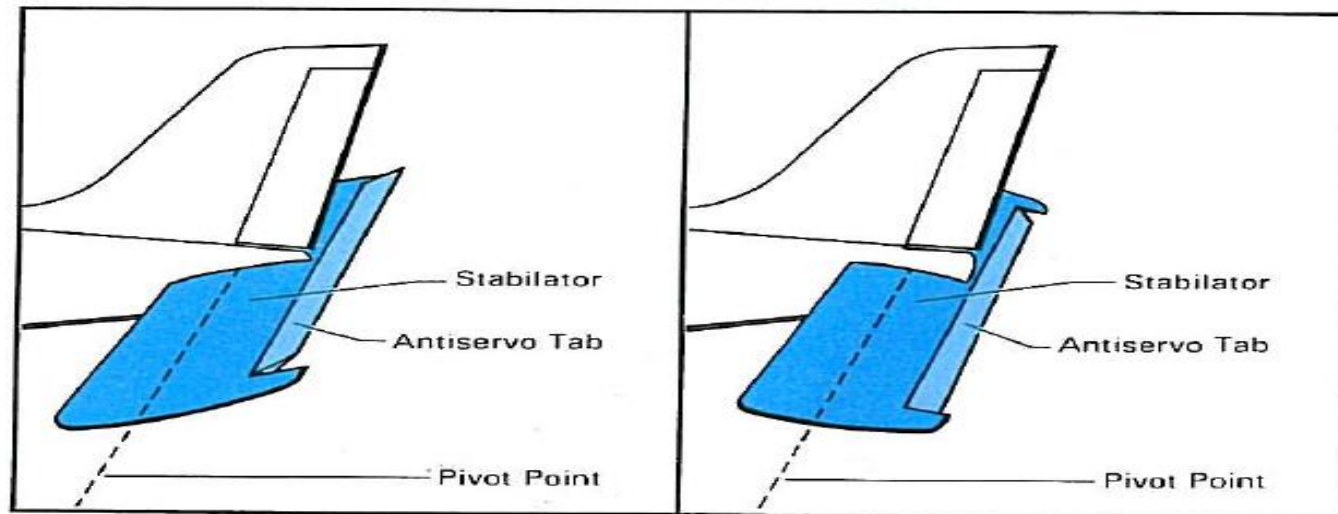 Stabilator
Antiservo Tab
Pivot Point
Stabilator
Antiservo Tab
Pivot Point